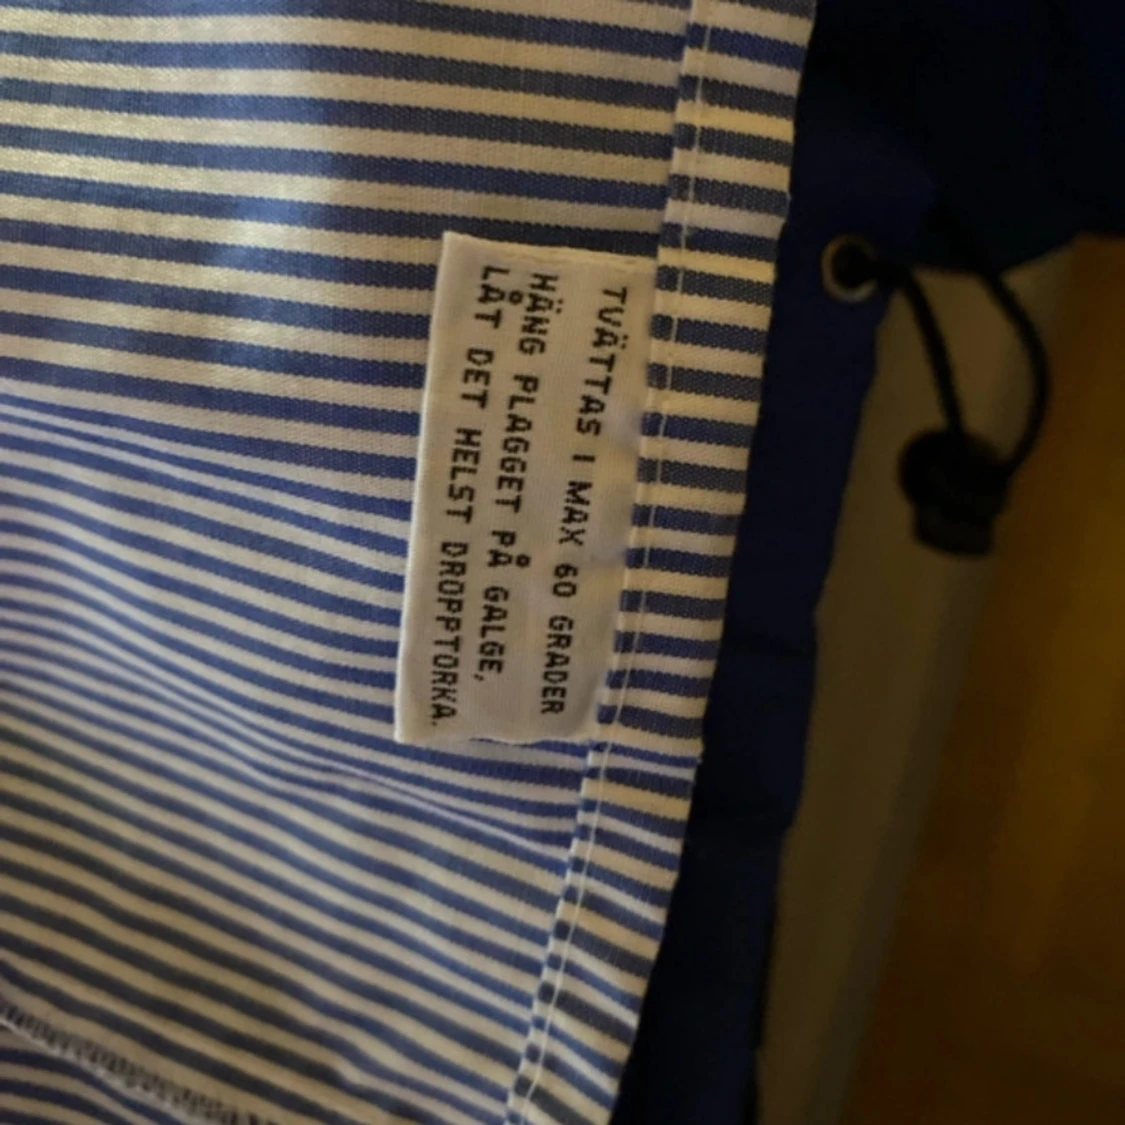 TVÄTTAS I MAX 60 GRADER
HÄNG PLAGGET PÅ GALGE,
LÅT DET HELST DROPPTORKA.